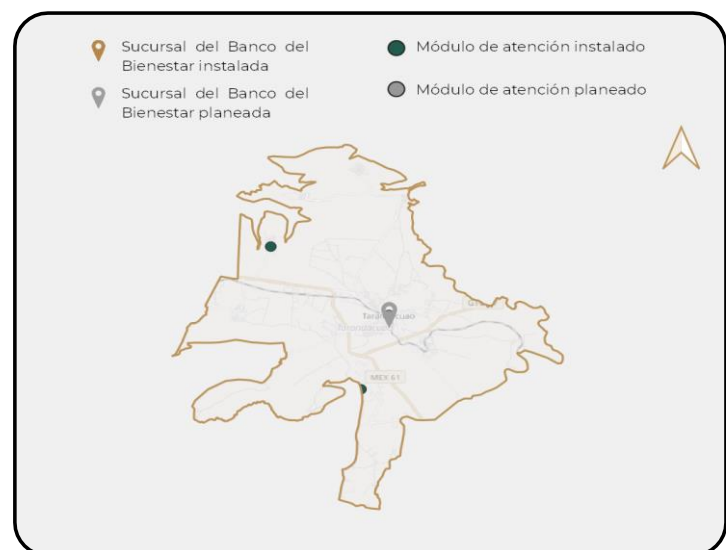 Sucursal del Banco del
Bienestar instalada
Sucursal del Banco del
Bienestar planeada
Módulo de atención instalado
Módulo de atención planeado
MEX 61